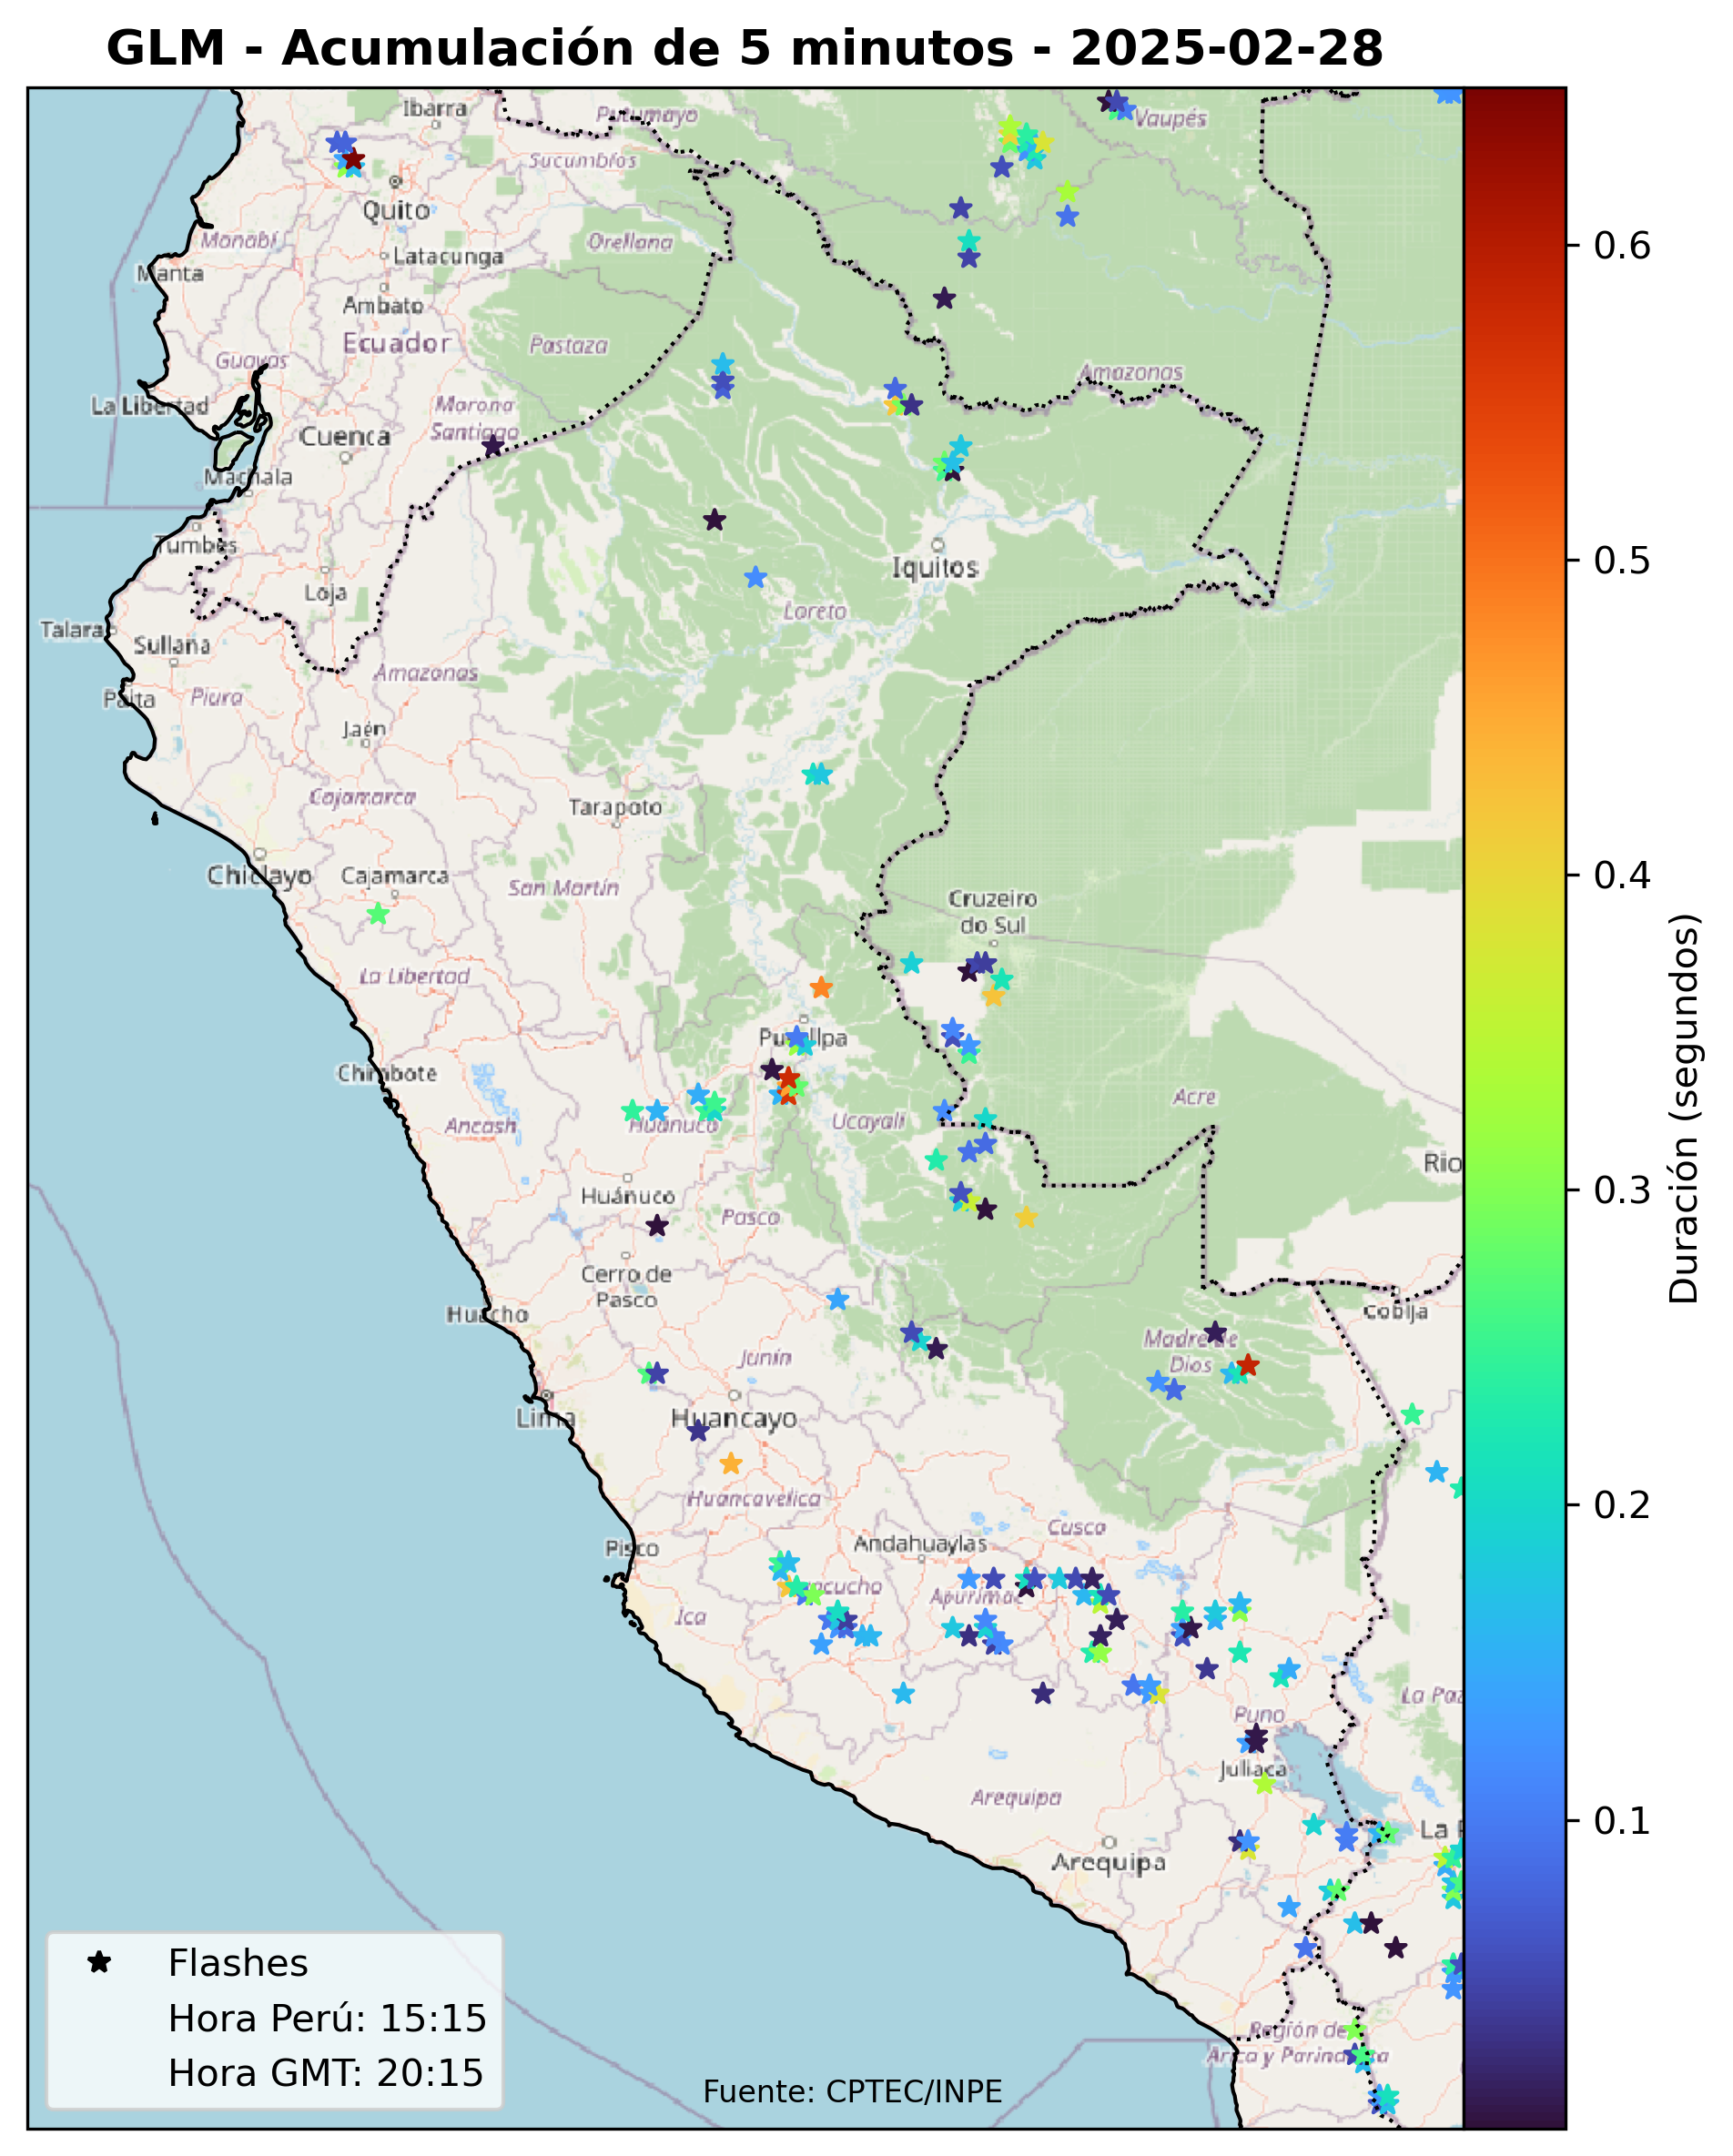 GLM - Acumulación de 5 minutos - 2025-02-28
Ibarra
Putumayo
Vaupés
Sucumbíos
Quito
Manabí
Orellana
Latacunga
Manta
Ambato
Ecuador
Pastaza
Guayas
Amazonas
La Libertad
Morona
Santiago
Cuenca
Machala
Tumbes
Iquitos
Loja
Loreto
Talara
Sullana
Amazonas
Paita
Piura
Jaén
Cajamarca
Tarapoto
Chiclayo
Cajamarca
San Martín
Cruzeiro
do Sul
La Libertad
Pucallpa
Chimbote
Acre
Ancash
Huánuco
Ucayali
Rio
Huánuco
Pasco
Cerro de
Pasco
Huacho
Cobija
Madre de
Dios
Junín
Lima
Huancayo
Huancavelica
Cusco
Pisco
Andahuaylas
Ayacucho
Apurímac
Ica
La Paz
Puno
Juliaca
Arequipa
La P
Arequipa
Región de
Arica y Parinacota
Flashes
Hora Perú: 15:15
Hora GMT: 20:15
Fuente: CPTEC/INPE
0.6
0.5
0.4
0.3
0.2
0.1
Duración (segundos)